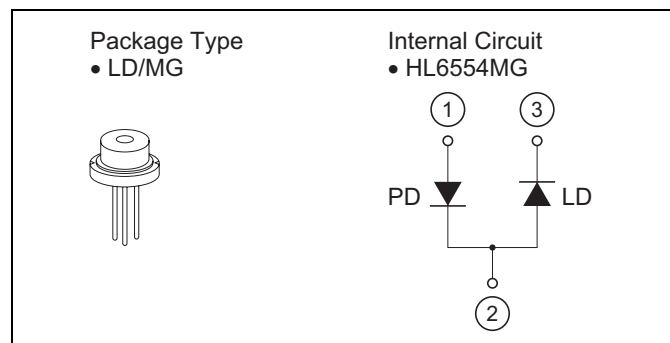 Package Type
• LD/MG
Internal Circuit
• HL6554MG
1
3
PD
LD
2